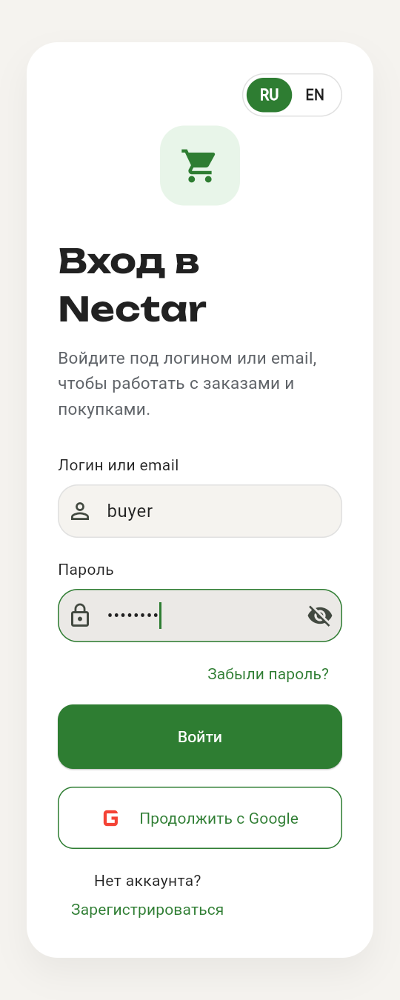 RU EN
Вход в
Nectar
Войдите под логином или email,
чтобы работать с заказами и
покупками.
Логин или email
buyer
Пароль
••••••••
Забыли пароль?
Войти
G Продолжить с Google
Нет аккаунта?
Зарегистрироваться